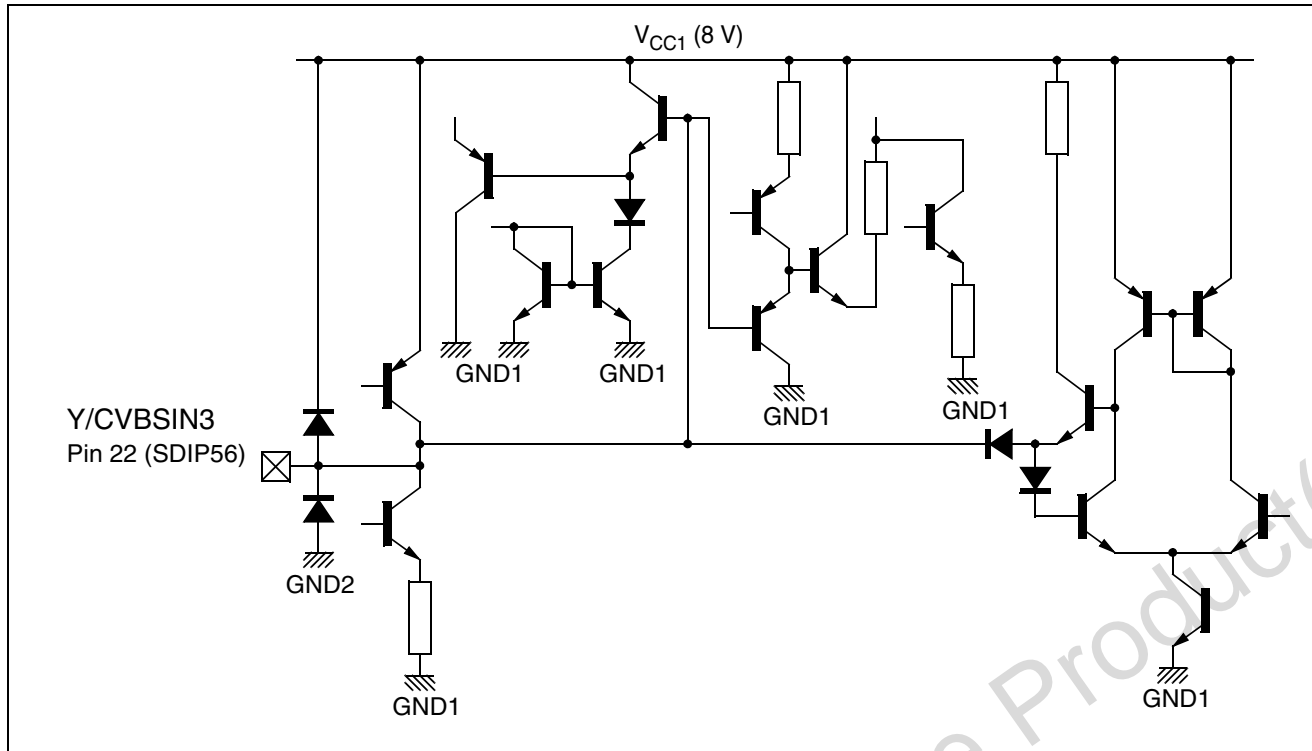 VCC1 (8 V)
GND1
GND1
GND1
GND1
Y/CVBSIN3
Pin 22 (SDIP56)
GND2
GND1
GND1